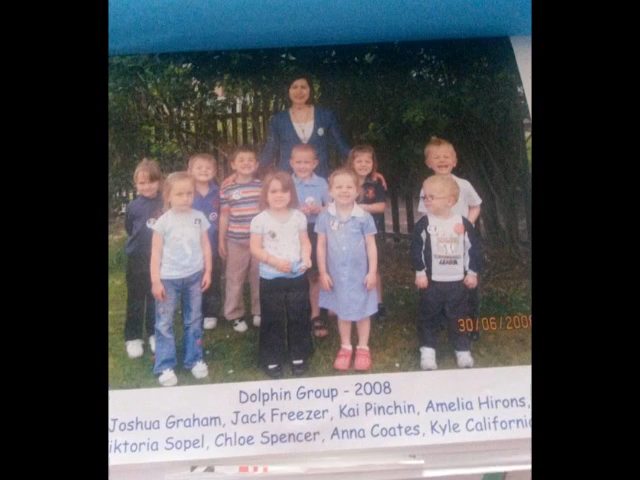 30/06/2008
Dolphin Group - 2008
Joshua Graham, Jack Freezer, Kai Pinchin, Amelia Hirons,
iktoria Sopel, Chloe Spencer, Anna Coates, Kyle California